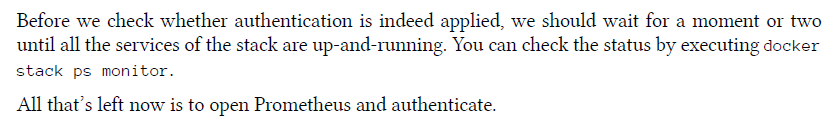 Before we check whether authentication is indeed applied, we should wait for a moment or two
until all the services of the stack are up-and-running. You can check the status by executing docker
stack ps monitor.
All that’s left now is to open Prometheus and authenticate.